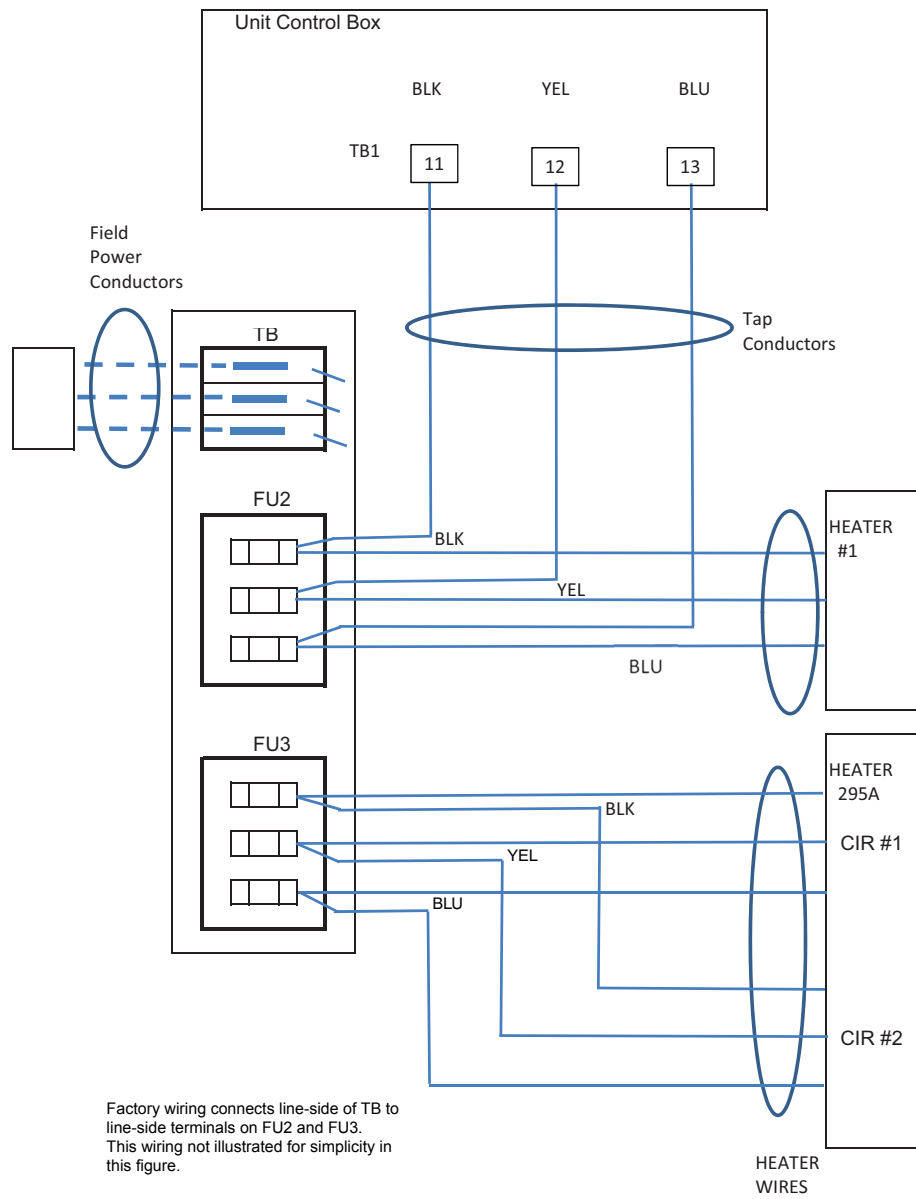 Unit Control Box
BLK YEL BLU
TB1 11 12 13
Field
Power
Conductors
Tap
Conductors
TB
FU2
BLK
YEL
BLU
HEATER
#1
FU3
BLK
YEL
BLU
HEATER
295A
CIR #1
CIR #2
Factory wiring connects line-side of TB to
line-side terminals on FU2 and FU3.
This wiring not illustrated for simplicity in
this figure.
HEATER
WIRES